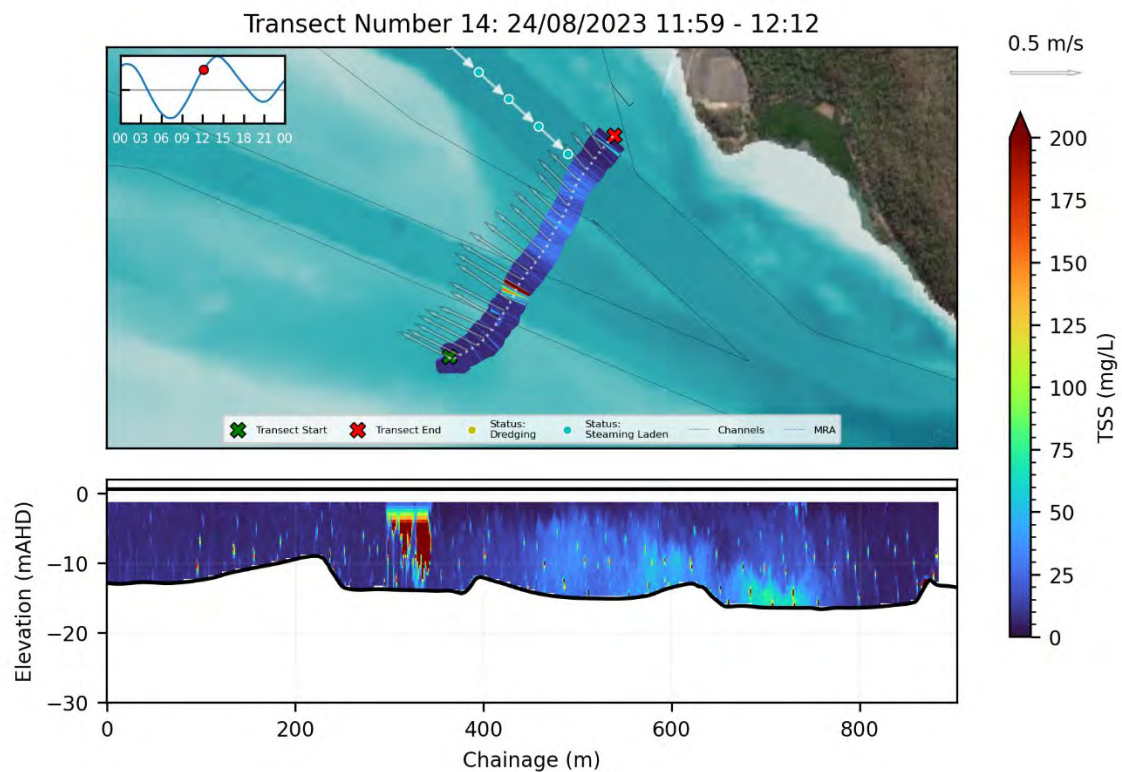 Transect Number 14: 24/08/2023 11:59 - 12:12
0.5 m/s
00 03 06 09 12 15 18 21 00
Transect Start
Transect End
Status:
Dredging
Status:
Steaming Laden
Channels
MRA
200
175
150
125
100
75
50
25
0
TSS (mg/L)
Elevation (mAHD)
0
−10
−20
−30
0 200 400 600 800
Chainage (m)